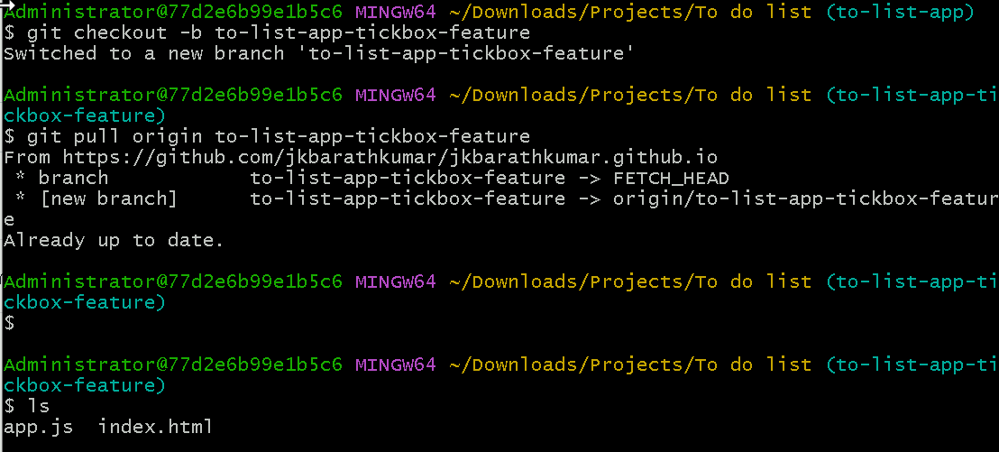 Administrator@77d2e6b99e1b5c6 MINGW64 ~/Downloads/Projects/To do list (to-list-app)
$ git checkout -b to-list-app-tickbox-feature
Switched to a new branch 'to-list-app-tickbox-feature'
Administrator@77d2e6b99e1b5c6 MINGW64 ~/Downloads/Projects/To do list (to-list-app-ti
ckbox-feature)
$ git pull origin to-list-app-tickbox-feature
From https://github.com/jkbarathkumar/jkbarathkumar.github.io
 * branch            to-list-app-tickbox-feature -> FETCH_HEAD
 * [new branch]      to-list-app-tickbox-feature -> origin/to-list-app-tickbox-featur
e
Already up to date.
Administrator@77d2e6b99e1b5c6 MINGW64 ~/Downloads/Projects/To do list (to-list-app-ti
ckbox-feature)
$
Administrator@77d2e6b99e1b5c6 MINGW64 ~/Downloads/Projects/To do list (to-list-app-ti
ckbox-feature)
$ ls
app.js  index.html